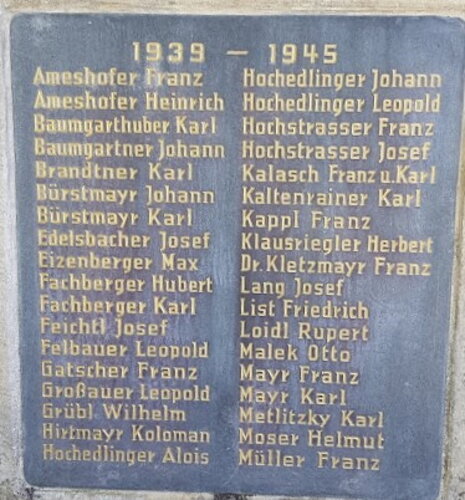 1939 — 1945
Ameshofer Franz
Ameshofer Heinrich
Baumgarthuber Karl
Baumgartner Johann
Brandtner Karl
Bürstmayr Johann
Bürstmayr Karl
Edelsbacher Josef
Eizenberger Max
Fachberger Hubert
Fachberger Karl
Feichtl Josef
Felbauer Leopold
Gatscher Franz
Großauer Leopold
Grübl Wilhelm
Hirtmayr Koloman
Hochedlinger Alois
Hochedlinger Johann
Hochedlinger Leopold
Hochstrasser Franz
Hochstrasser Josef
Kalasch Franz u. Karl
Kaltenrainer Karl
Kappl Franz
Klausriegler Herbert
Dr. Kletzmayr Franz
Lang Josef
List Friedrich
Loidl Rupert
Malek Otto
Mayr Franz
Mayr Karl
Metlitzky Karl
Moser Helmut
Müller Franz